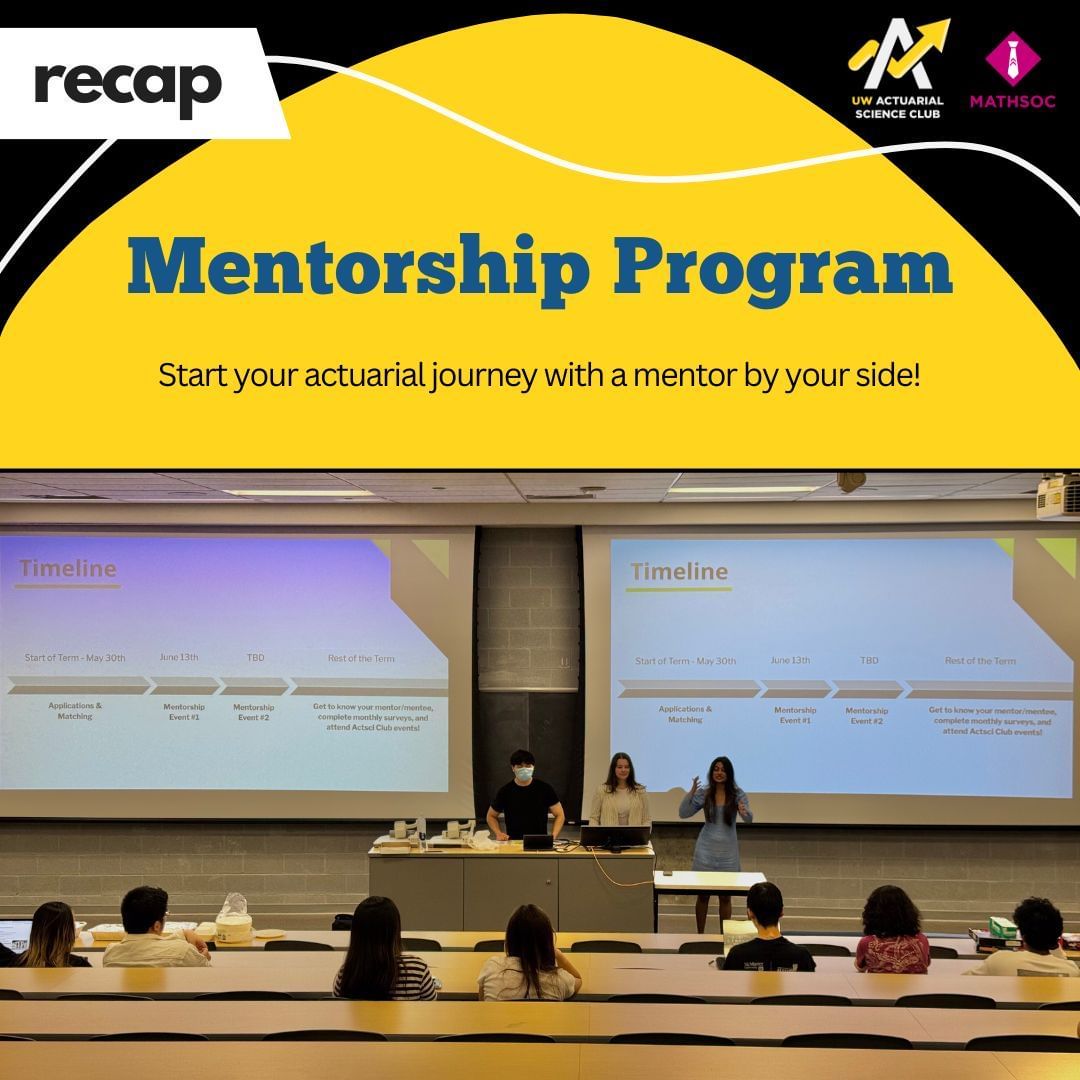 recap
UW ACTUARIAL
SCIENCE CLUB
MATHSOC
Mentorship Program
Start your actuarial journey with a mentor by your side!
Timeline
Start of Term - May 30th
June 13th
TBD
Rest of the Term
Applications &
Matching
Mentorship
Event #1
Mentorship
Event #2
Get to know your mentor/mentee,
complete monthly surveys, and
attend Actsci Club events!
Timeline
Start of Term - May 30th
June 13th
TBD
Rest of the Term
Applications &
Matching
Mentorship
Event #1
Mentorship
Event #2
Get to know your mentor/mentee,
complete monthly surveys, and
attend Actsci Club events!